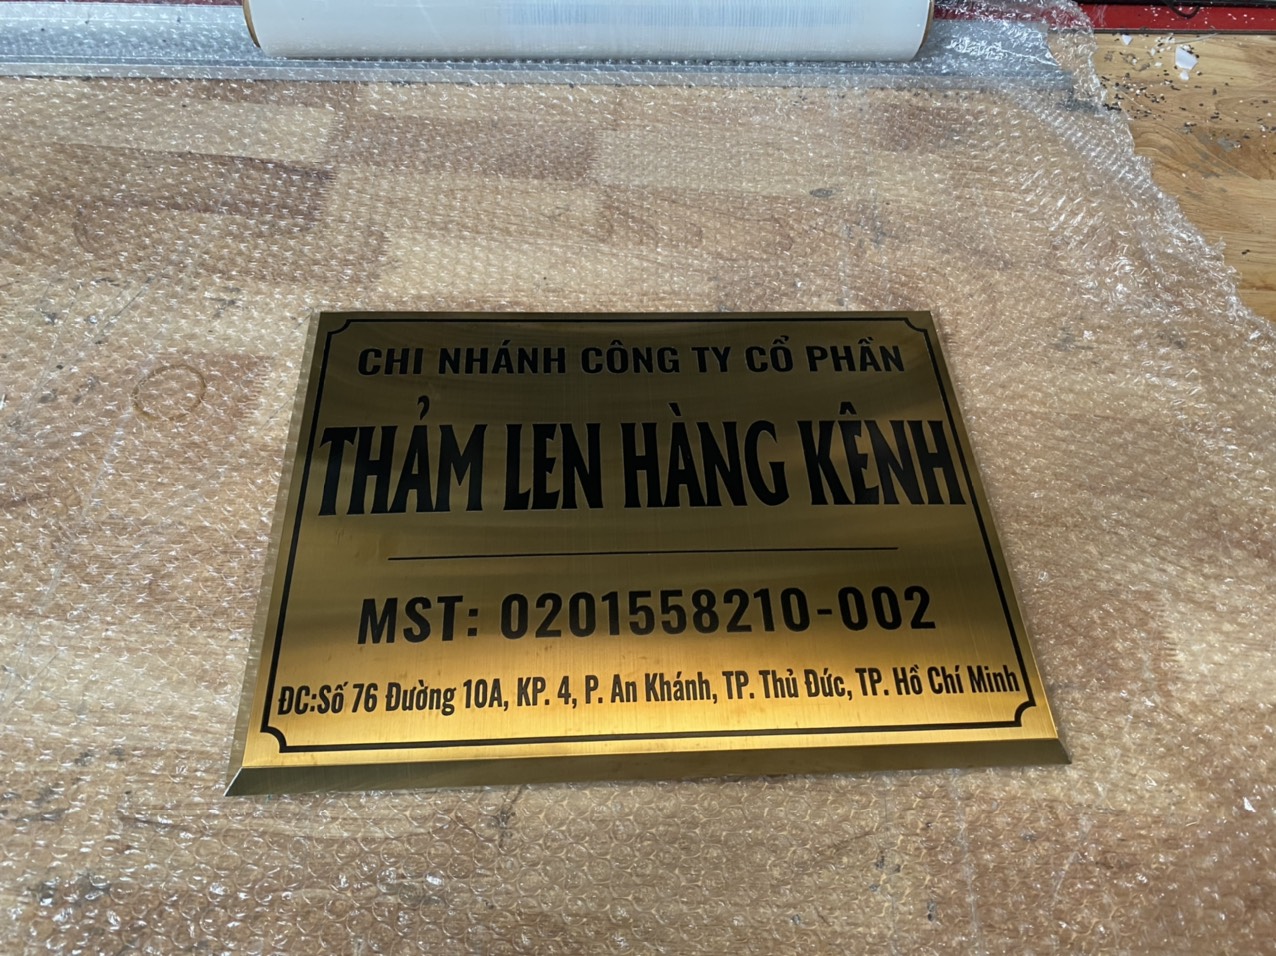 CHI NHÁNH CÔNG TY CỔ PHẦN
THẢM LEN HÀNG KÊNH
MST: 0201558210-002
ĐC:Số 76 Đường 10A, KP. 4, P. An Khánh, TP. Thủ Đức, TP. Hồ Chí Minh